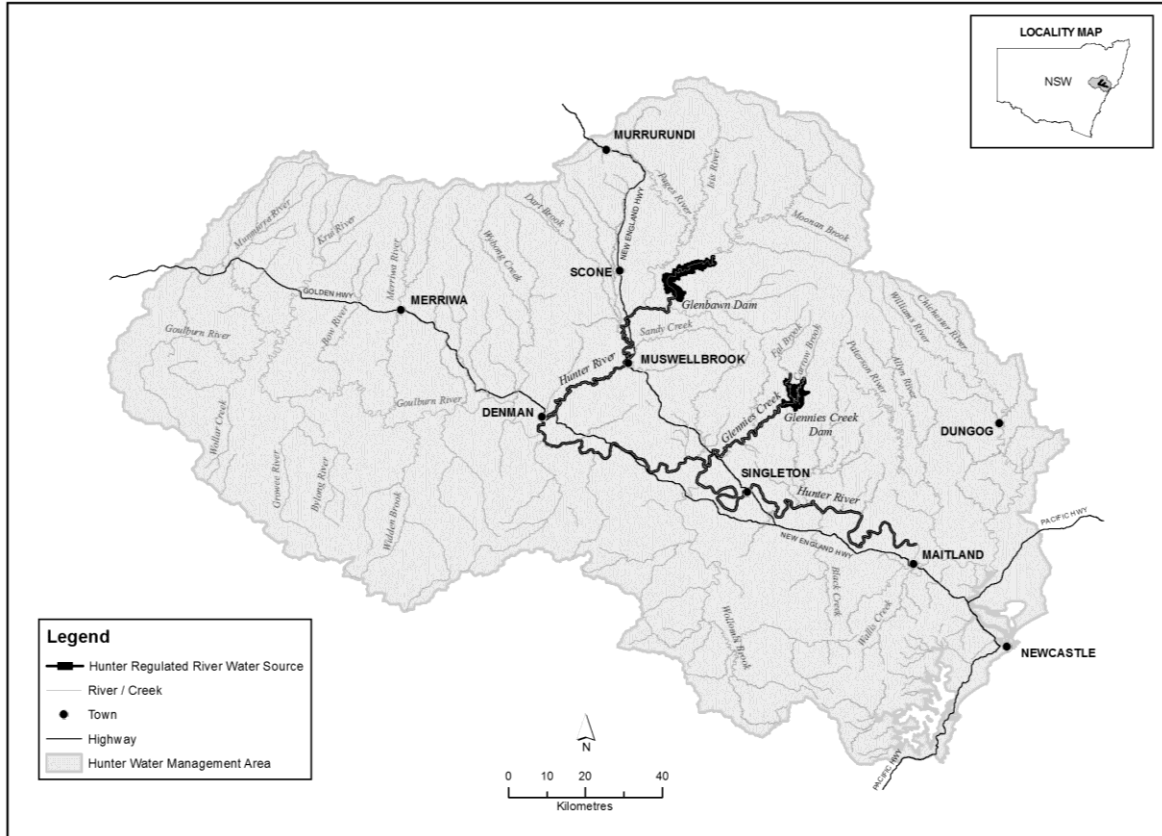 LOCALITY MAP
NSW
MURRURUNDI
Pages River
Isis River
Dart Brook
NEW ENGLAND HWY
Moonan Brook
Munmurra River
Krui River
Merriwa River
Wybong Creek
SCONE
GOLDEN HWY
MERRIWA
Glenbawn Dam
Chichester River
Williams River
Goulburn River
Bow River
Sandy Creek
MUSWELLBROOK
Fal Brook
Carrow Brook
Paterson River
Allyn River
Hunter River
Goulburn River
DENMAN
Glennies Creek
Glennies Creek
Dam
DUNGOG
Wollar Creek
Growee River
Bylong River
Widden Brook
SINGLETON
Hunter River
PACIFIC HWY
NEW ENGLAND HWY
MAITLAND
Black Creek
Wallis Creek
Wollombi Brook
NEWCASTLE
PACIFIC HWY
Legend
Hunter Regulated River Water Source
River / Creek
Town
Highway
Hunter Water Management Area
N
0 10 20 40
Kilometres